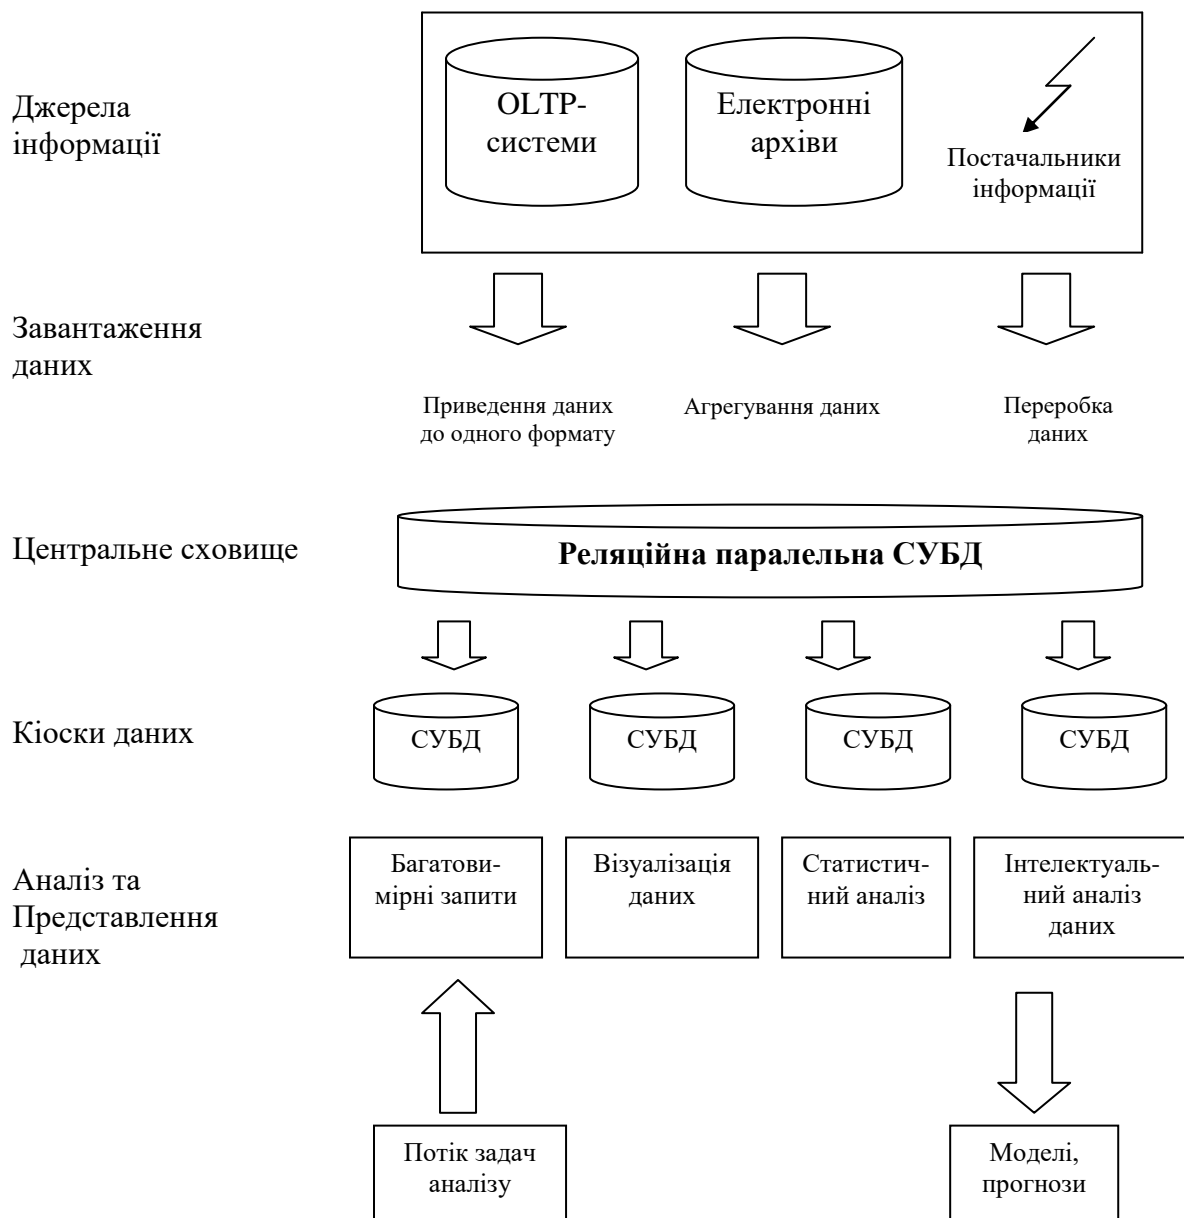 Джерела
інформації
OLTP-
системи
Електронні
архіви
Постачальники
інформації
Завантаження
даних
Приведення даних
до одного формату
Агрегування даних
Переробка
даних
Центральне сховище
Реляційна паралельна СУБД
Кіоски даних
СУБД
СУБД
СУБД
СУБД
Аналіз та
Представлення
даних
Багатови-
мірні запити
Візуалізація
даних
Статистич-
ний аналіз
Інтелектуаль-
ний аналіз
даних
Потік задач
аналізу
Моделі,
прогнози